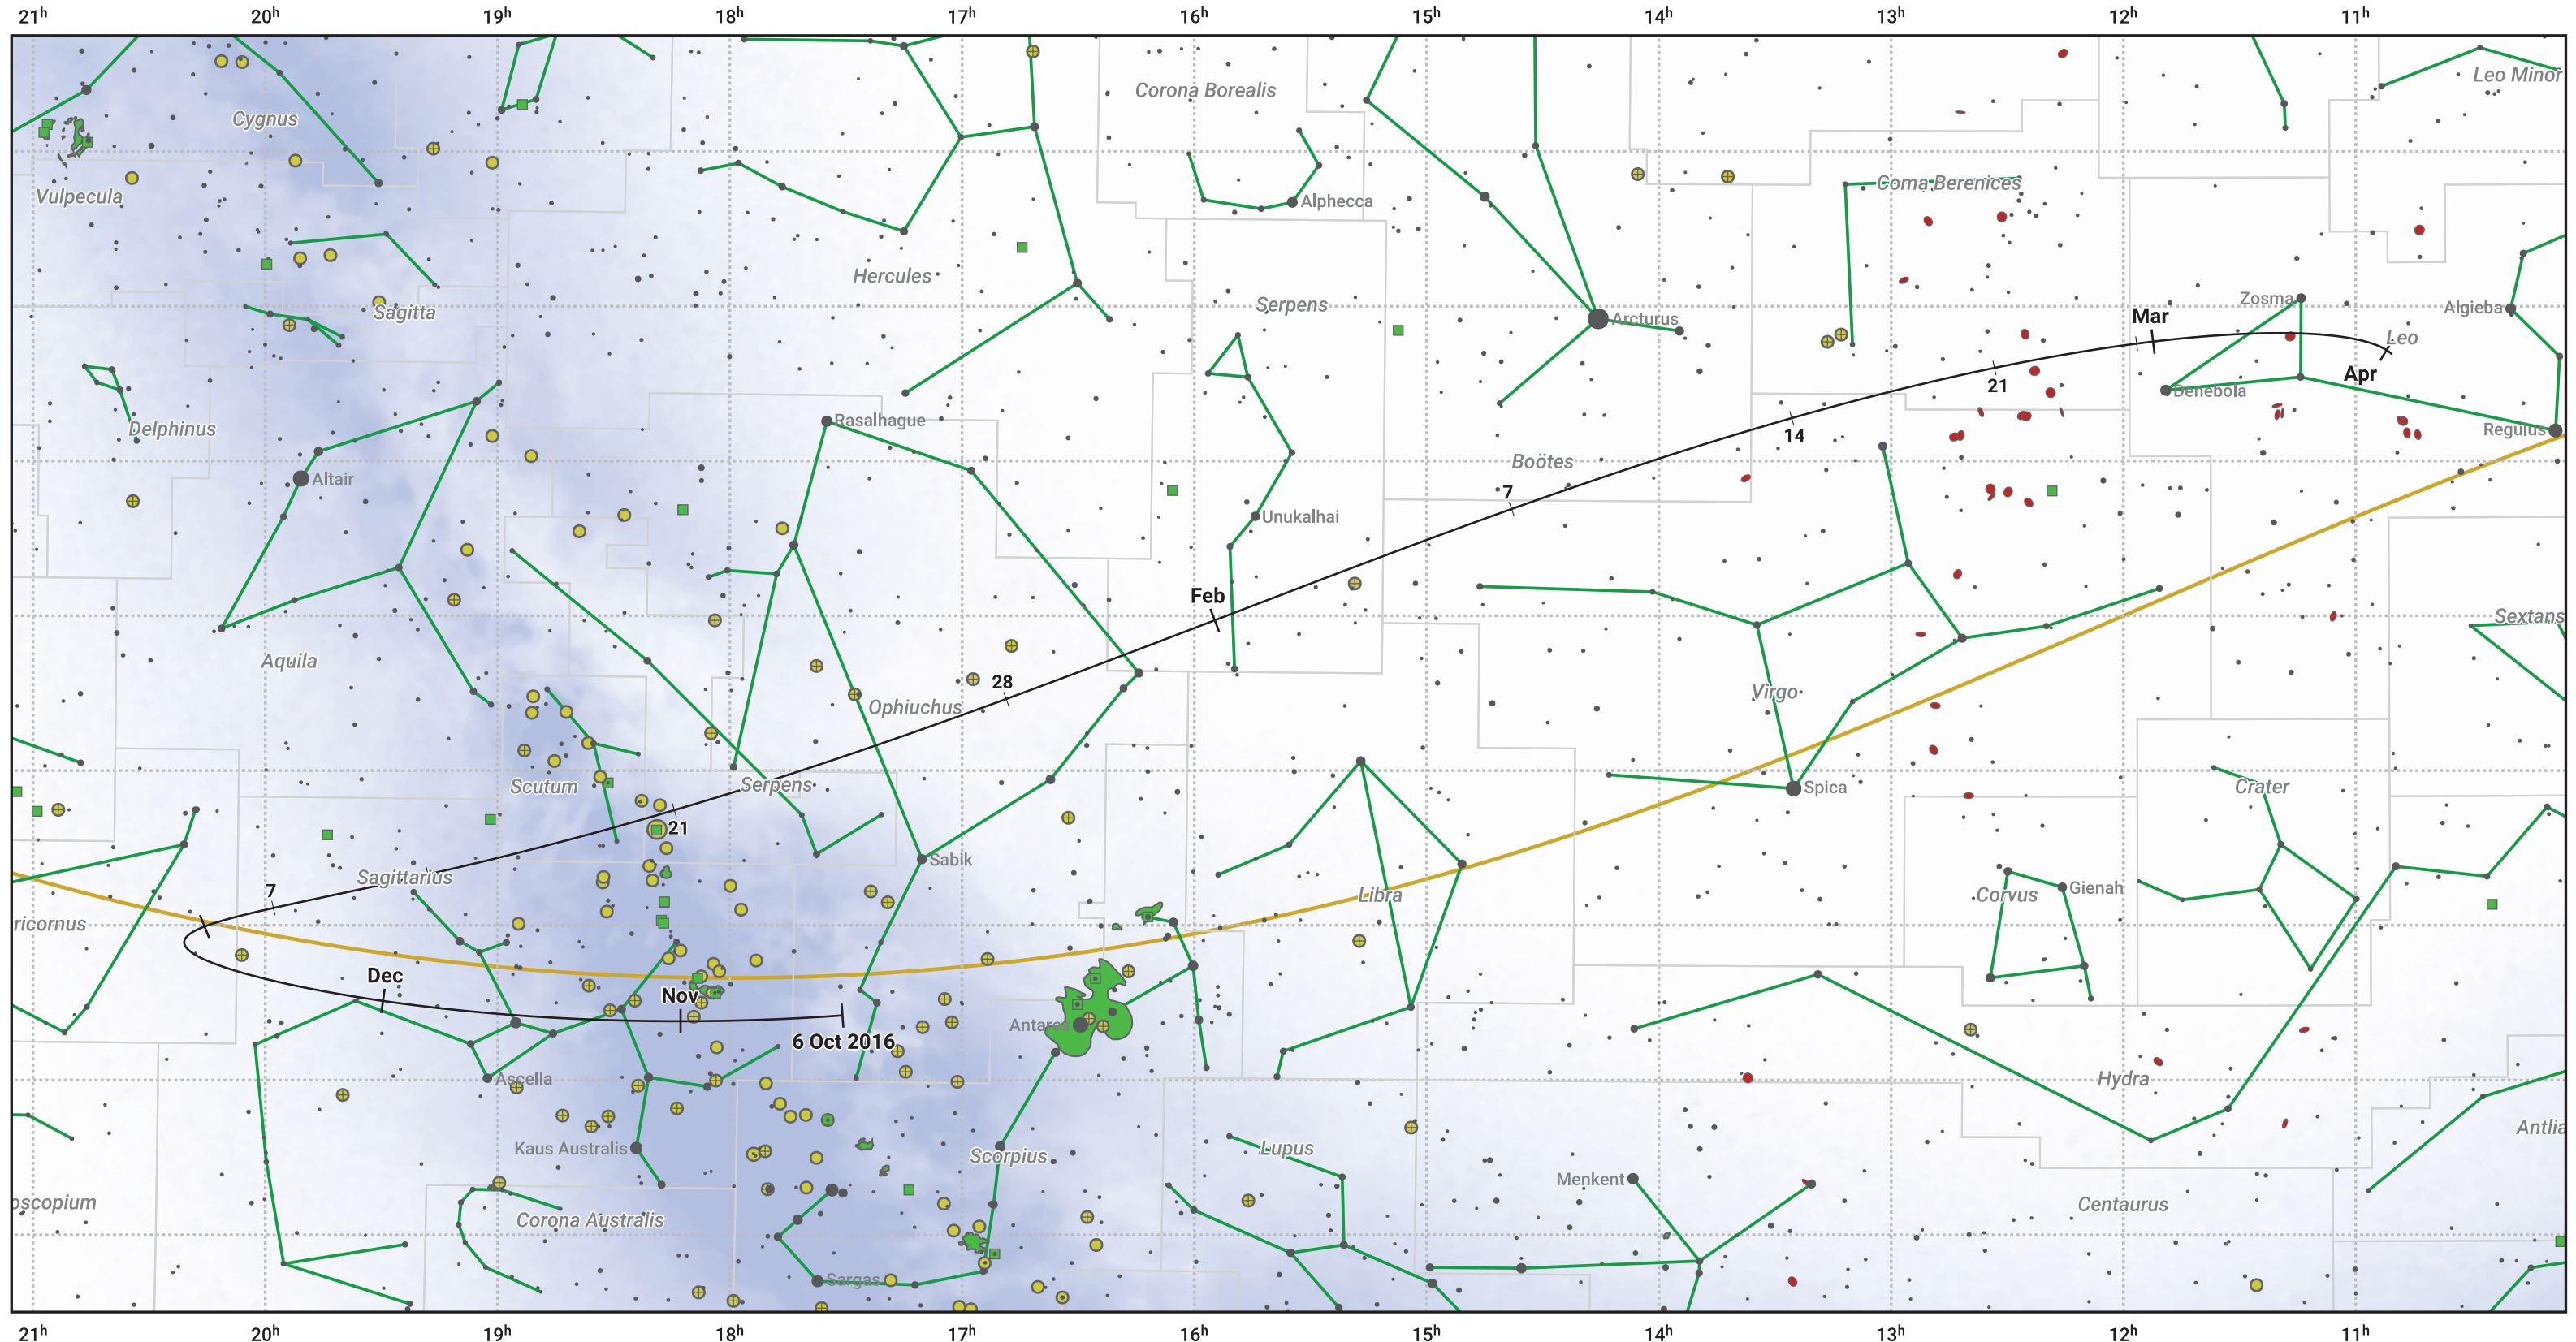 21h 20h 19h 18h 17h 16h 15h 14h 13h 12h 11h
Leo Minor
Corona Borealis
Cygnus
Coma Berenices
Vulpecula
Alphecca
Hercules
Zosma
Serpens
Algieba
Sagitta
Arcturus
Mar
Leo
Apr
21
Denebola
Rasalhague
Delphinus
Regulus
14
Boötes
Altair
7
Unukalhai
Feb
Sextans
Aquila
28
Virgo
Ophiuchus
Serpens
Scutum
Spica
Crater
21
Sabik
Sagittarius
Gienah
7
Libra
Corvus
ricornus
Dec
Nov
Antares
6 Oct 2016
Ascella
Hydra
Antlia
Kaus Australis
Lupus
Scorpius
Menkent
oscopium
Centaurus
Corona Australis
Sargas
21h 20h 19h 18h 17h 16h 15h 14h 13h 12h 11h